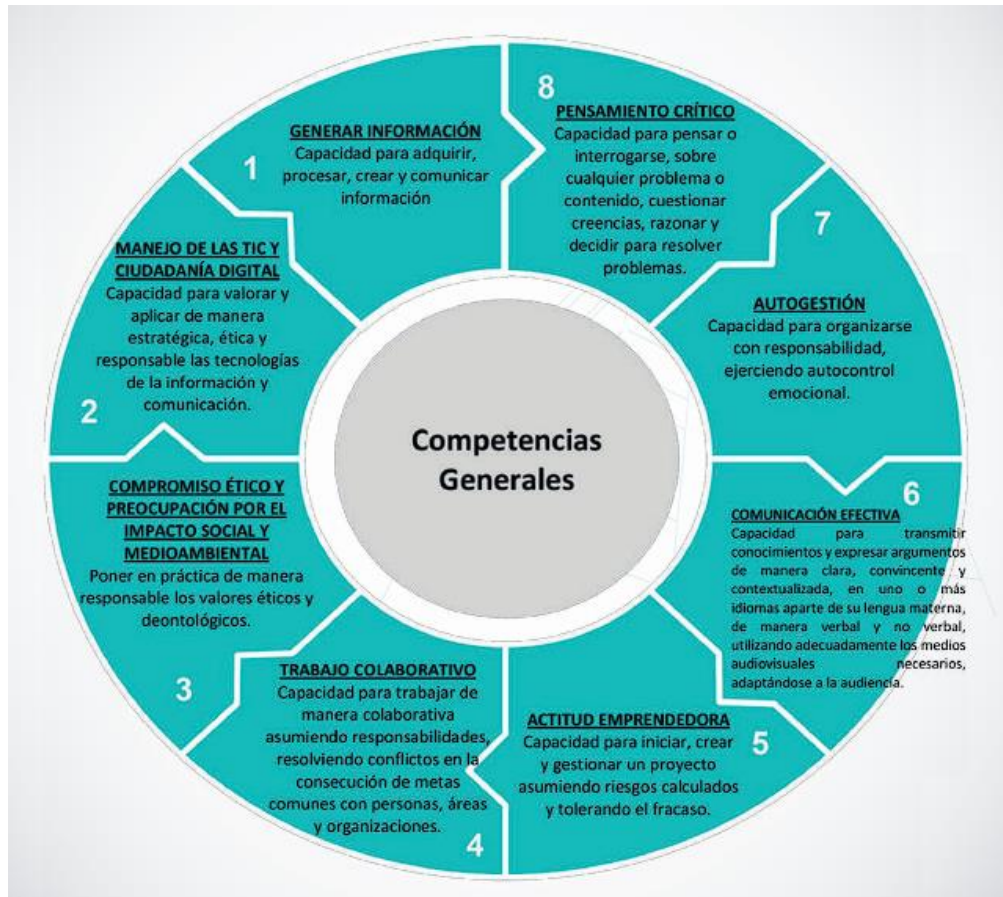 Competencias
Generales
1
GENERAR INFORMACIÓN
Capacidad para adquirir,
procesar, crear y comunicar
información
2
MANEJO DE LAS TIC Y
CIUDADANÍA DIGITAL
Capacidad para valorar y
aplicar de manera
estratégica, ética y
responsable las tecnologías
de la información y
comunicación.
3
COMPROMISO ÉTICO Y
PREOCUPACIÓN POR EL
IMPACTO SOCIAL Y
MEDIOAMBIENTAL
Poner en práctica de manera
responsable los valores éticos y
deontológicos.
4
TRABAJO COLABORATIVO
Capacidad para trabajar de
manera colaborativa
asumiendo responsabilidades,
resolviendo conflictos en la
consecución de metas
comunes con personas, áreas
y organizaciones.
5
ACTITUD EMPRENDEDORA
Capacidad para iniciar, crear
y gestionar un proyecto
asumiendo riesgos calculados
y tolerando el fracaso.
6
COMUNICACIÓN EFECTIVA
Capacidad para transmitir
conocimientos y expresar argumentos
de manera clara, convincente y
contextualizada, en uno o más
idiomas aparte de su lengua materna,
de manera verbal y no verbal,
utilizando adecuadamente los medios
audiovisuales necesarios,
adaptándose a la audiencia.
7
AUTOGESTIÓN
Capacidad para organizarse
con responsabilidad,
ejerciendo autocontrol
emocional.
8
PENSAMIENTO CRÍTICO
Capacidad para pensar o
interrogarse, sobre
cualquier problema o
contenido, cuestionar
creencias, razonar y
decidir para resolver
problemas.